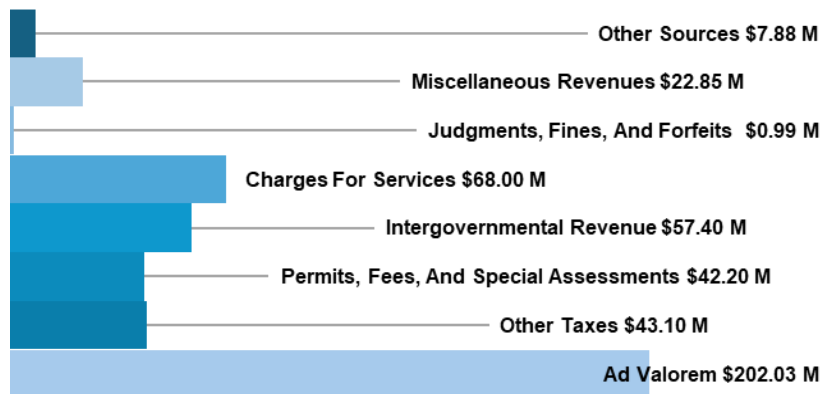 Other Sources $7.88 M
Miscellaneous Revenues $22.85 M
Judgments, Fines, And Forfeits $0.99 M
Charges For Services $68.00 M
Intergovernmental Revenue $57.40 M
Permits, Fees, And Special Assessments $42.20 M
Other Taxes $43.10 M
Ad Valorem $202.03 M